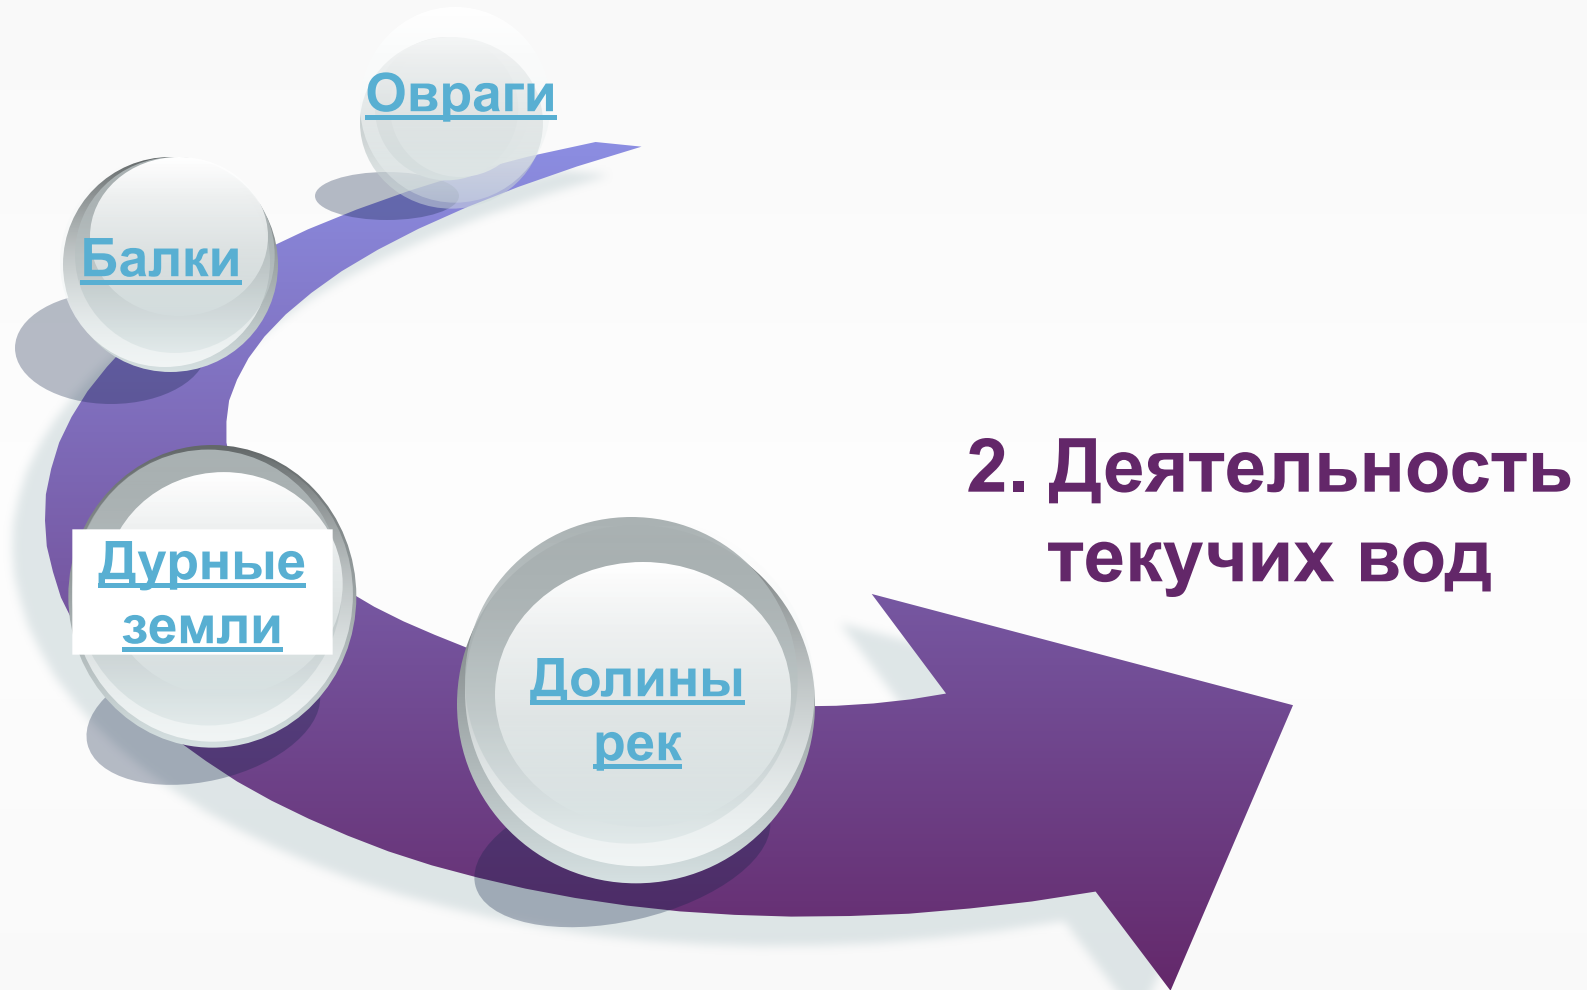 Овраги
Балки
Дурные
земли
Долины
рек
2. Деятельность
текучих вод